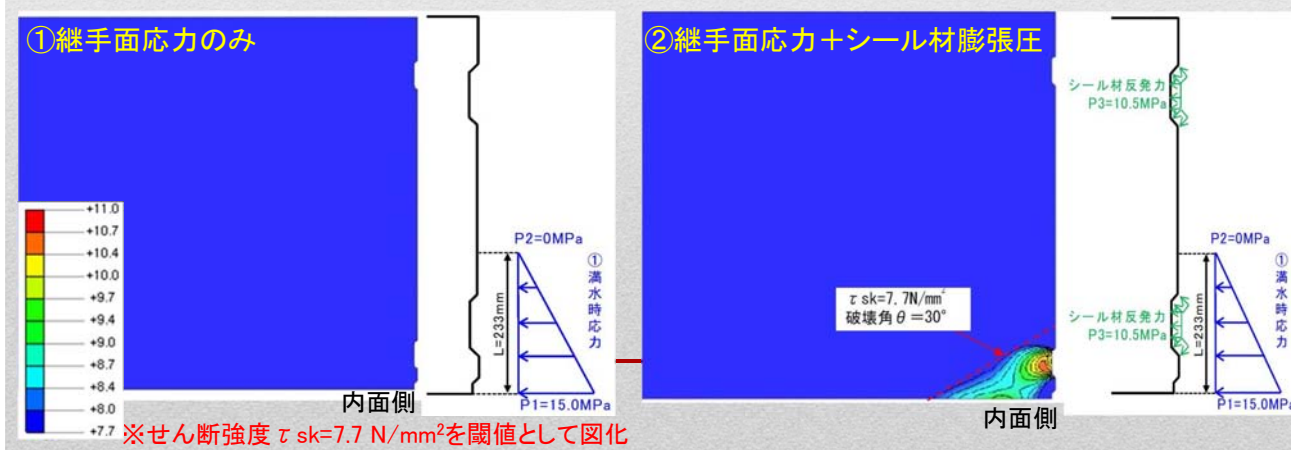 ①継手面応力のみ
+11.0
+10.7
+10.4
+10.0
+9.7
+9.4
+9.0
+8.7
+8.4
+8.0
+7.7
P2=0MPa
L=233mm
①満水時応力
P1=15.0MPa
内面側
※せん断強度τsk=7.7 N/mm²を閾値として図化
②継手面応力＋シール材膨張圧
シール材反発力
P3=10.5MPa
τsk=7.7N/mm²
破壊角θ=30°
シール材反発力
P3=10.5MPa
P2=0MPa
L=233mm
①満水時応力
P1=15.0MPa
内面側